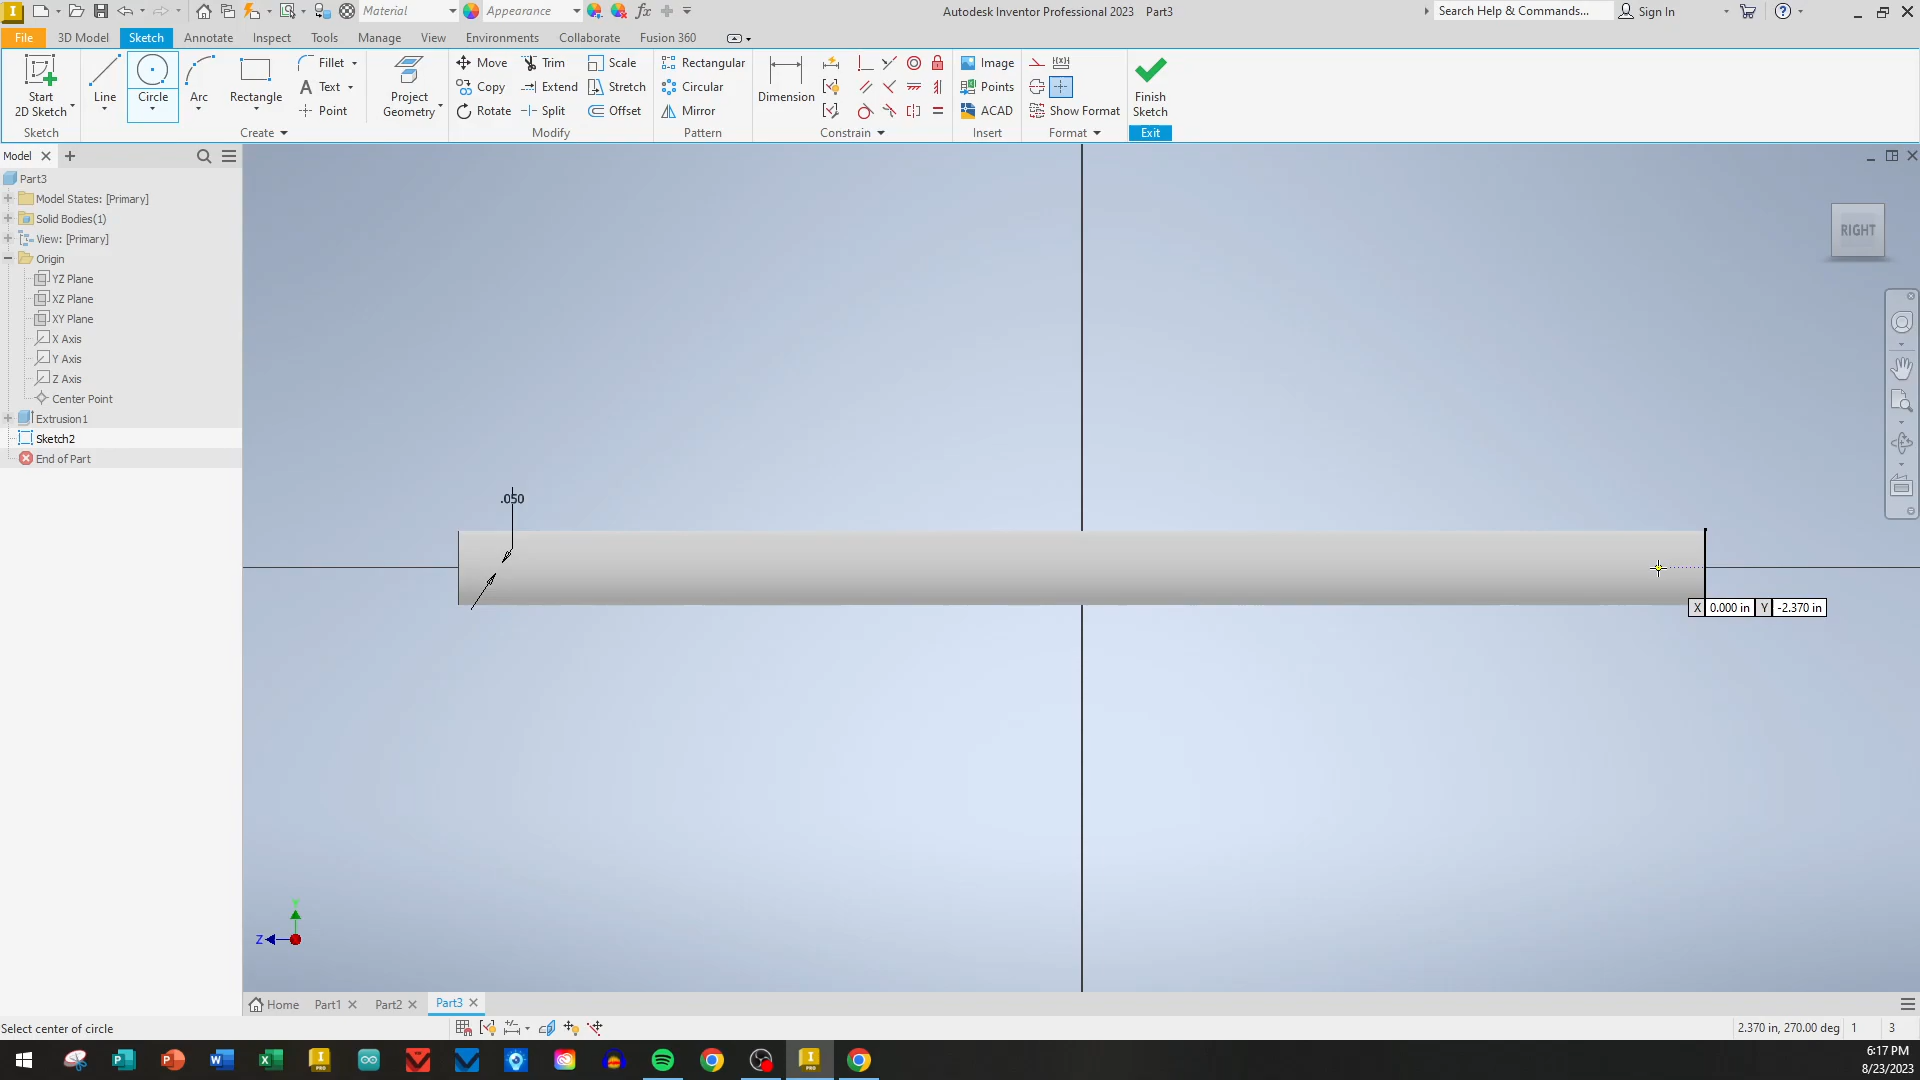 Material
Appearance
Autodesk Inventor Professional 2023 Part3
Search Help & Commands...
Sign In
File 3D Model Sketch Annotate Inspect Tools Manage View Environments Collaborate Fusion 360
Start
2D Sketch
Line
Circle
Arc
Rectangle
Fillet
Text
Point
Project
Geometry
Move
Copy
Rotate
Trim
Extend
Split
Scale
Stretch
Offset
Rectangular
Circular
Mirror
Dimension
Image
Points
ACAD
Show Format
Finish
Sketch
Sketch
Create
Modify
Pattern
Constrain
Insert
Format
Exit
Model
Part3
Model States: [Primary]
Solid Bodies(1)
View: [Primary]
Origin
YZ Plane
XZ Plane
XY Plane
X Axis
Y Axis
Z Axis
Center Point
Extrusion1
Sketch2
End of Part
RIGHT
.050
X 0.000 in Y -2.370 in
Y
Z
Home Part1 Part2 Part3
Select center of circle
2.370 in, 270.00 deg 1 3
6:17 PM
8/23/2023